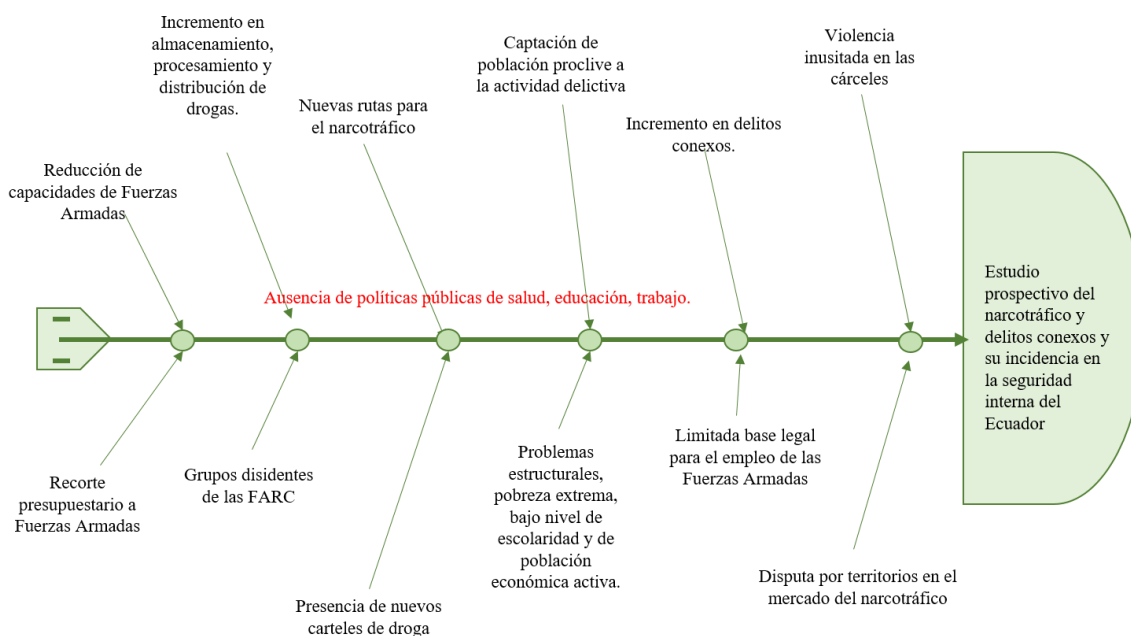 Incremento en
almacenamiento,
procesamiento y
distribución de
drogas.
Nuevas rutas para
el narcotráfico
Captación de
población proclive a
la actividad delictiva
Incremento en delitos
conexos.
Violencia
inusitada en las
cárceles
Reducción de
capacidades de Fuerzas
Armadas
Ausencia de políticas públicas de salud, educación, trabajo.
Estudio
prospectivo del
narcotráfico y
delitos conexos y
su incidencia en
la seguridad
interna del
Ecuador
Recorte
presupuestario a
Fuerzas Armadas
Grupos disidentes
de las FARC
Presencia de nuevos
carteles de droga
Problemas
estructurales,
pobreza extrema,
bajo nivel de
escolaridad y de
población
económica activa.
Limitada base legal
para el empleo de las
Fuerzas Armadas
Disputa por territorios en el
mercado del narcotráfico